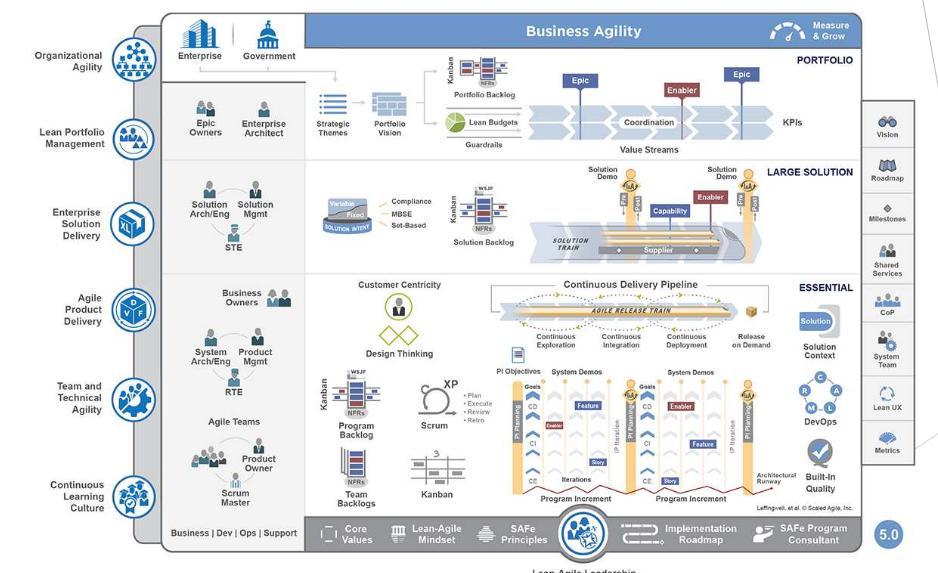 Business Agility
Measure
& Grow
Organizational
Agility
Lean Portfolio
Management
Enterprise
Solution
Delivery
Agile
Product
Delivery
Team and
Technical
Agility
Continuous
Learning
Culture
XL
D
V F
Enterprise
Government
Epic
Owners
Enterprise
Architect
Strategic
Themes
Portfolio
Vision
Kanban
NFRs
Portfolio Backlog
Lean Budgets
Guardrails
Epic
Enabler
Epic
Coordination
Value Streams
KPIs
PORTFOLIO
Solution
Arch/Eng
Solution
Mgmt
STE
Variable
Fixed
SOLUTION INTENT
Compliance
MBSE
Set-Based
Kanban
WSJF
NFRs
Solution Backlog
Solution
Demo
Solution
Demo
LARGE SOLUTION
Enabler
Capability
Pre
Post
Pre
Post
SOLUTION
TRAIN
Supplier
Business
Owners
System
Arch/Eng
Product
Mgmt
RTE
Agile Teams
Product
Owner
Scrum
Master
Business | Dev | Ops | Support
Customer Centricity
Design Thinking
Kanban
WSJF
NFRs
Program
Backlog
XP
Scrum
• Plan
• Execute
• Review
• Retro
NFRs
Team
Backlogs
Kanban
Continuous Delivery Pipeline
AGILE RELEASE TRAIN
Continuous
Exploration
Continuous
Integration
Continuous
Deployment
Release
on Demand
ESSENTIAL
PI Objectives
System Demos
System Demos
Goals
Goals
PI Planning
PI Planning
PI Planning
CD
CI
CE
CD
CI
CE
Feature
Enabler
Story
Enabler
Feature
Story
IP Iteration
IP Iteration
Iterations
Program Increment
Program Increment
Architectural
Runway
Solution
Solution
Context
C
R A
M L
DevOps
Built-In
Quality
Leffingwell, et al. © Scaled Agile, Inc.
Vision
Roadmap
Milestones
Shared
Services
CoP
System
Team
Lean UX
Metrics
Core
Values
Lean-Agile
Mindset
SAFe
Principles
Implementation
Roadmap
SAFe Program
Consultant
5.0
Lean-Agile Leadership